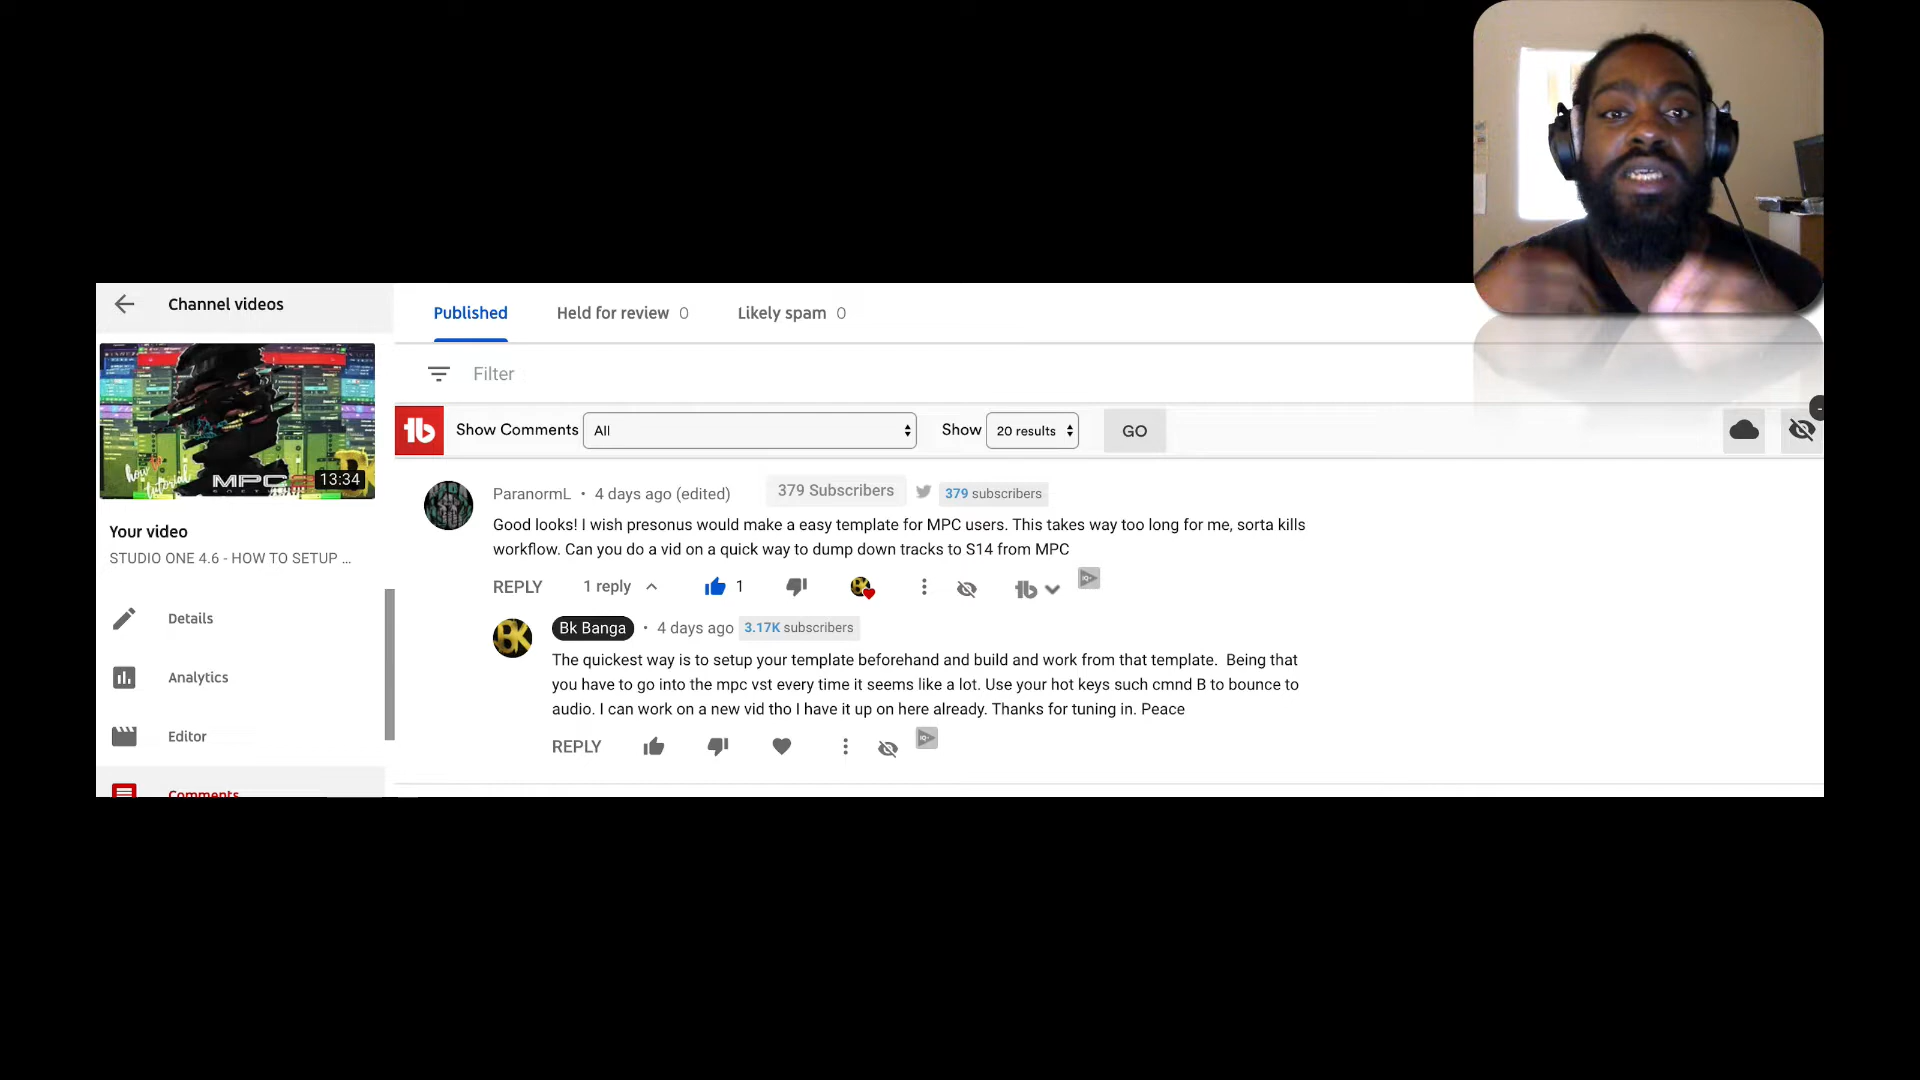 Channel videos
Published
Held for review 0
Likely spam 0
Filter
Show Comments
All
Show
20 results
GO
how
tutorial
MPC
SOFTWARE
13:34
Your video
STUDIO ONE 4.6 - HOW TO SETUP ...
Details
Analytics
Editor
Comments
ParanormL • 4 days ago (edited) 379 Subscribers 379 subscribers
Good looks! I wish presonus would make a easy template for MPC users. This takes way too long for me, sorta kills
workflow. Can you do a vid on a quick way to dump down tracks to S14 from MPC
REPLY 1 reply 1
BK
Bk Banga • 4 days ago 3.17K subscribers
The quickest way is to setup your template beforehand and build and work from that template. Being that
you have to go into the mpc vst every time it seems like a lot. Use your hot keys such cmnd B to bounce to
audio. I can work on a new vid tho I have it up on here already. Thanks for tuning in. Peace
REPLY